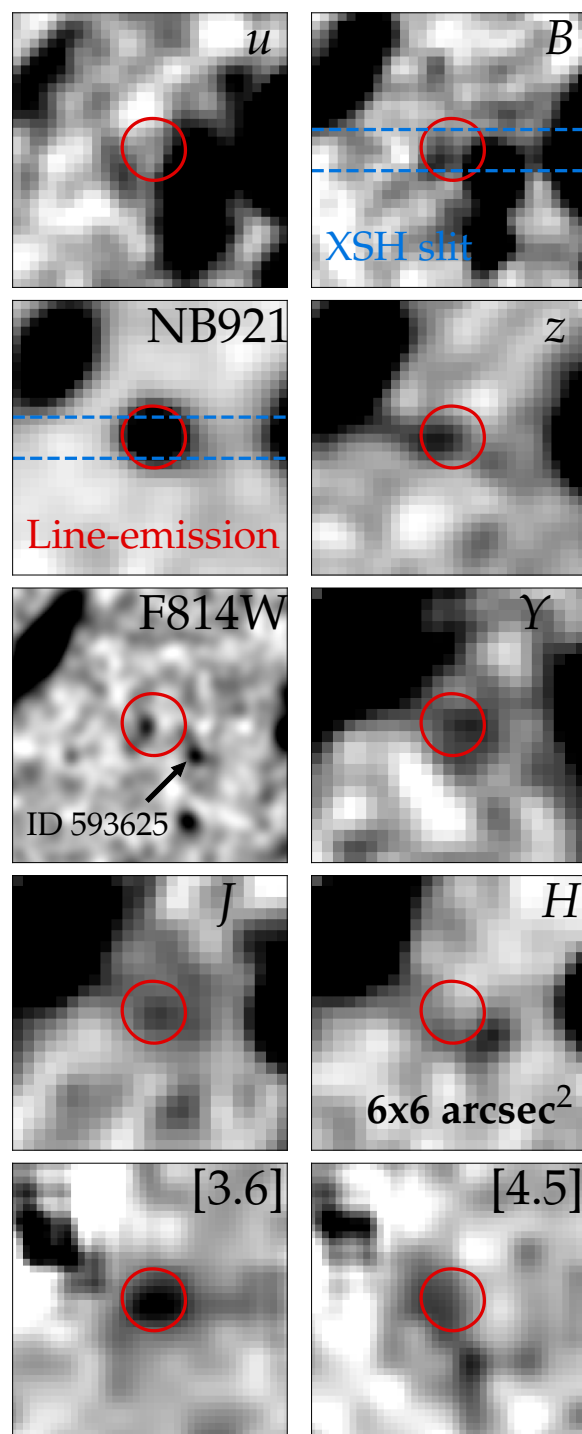 u
B
XSH slit
NB921
z
Line-emission
F814W
Y
ID 593625
J
H
6x6 arcsec²
[3.6]
[4.5]